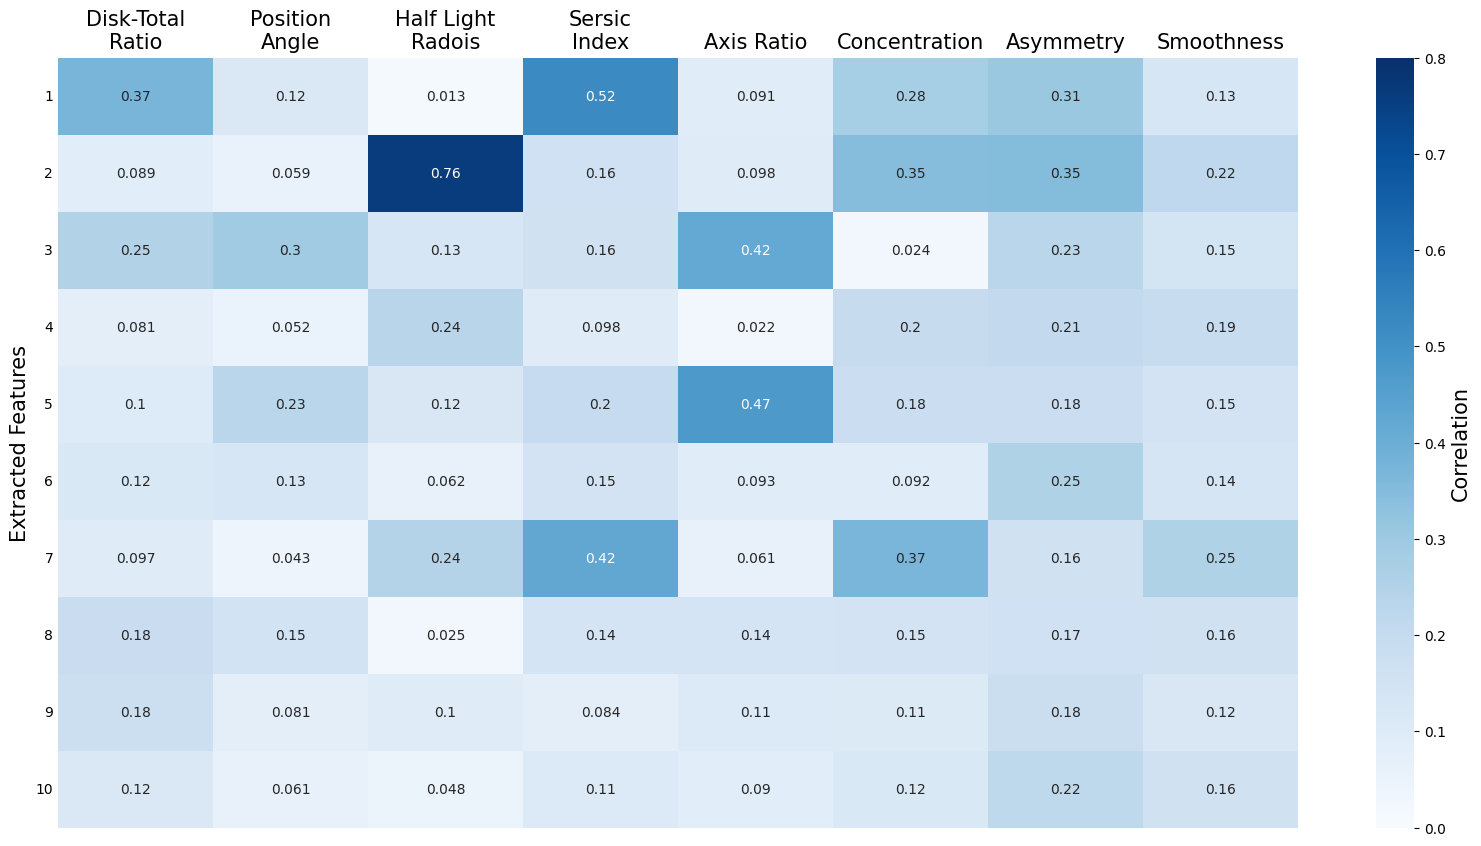 Disk-Total
Ratio
Position
Angle
Half Light
Radois
Sersic
Index
Axis Ratio
Concentration
Asymmetry
Smoothness
Extracted Features
1 0.37 0.12 0.013 0.52 0.091 0.28 0.31 0.13
2 0.089 0.059 0.76 0.16 0.098 0.35 0.35 0.22
3 0.25 0.3 0.13 0.16 0.42 0.024 0.23 0.15
4 0.081 0.052 0.24 0.098 0.022 0.2 0.21 0.19
5 0.1 0.23 0.12 0.2 0.47 0.18 0.18 0.15
6 0.12 0.13 0.062 0.15 0.093 0.092 0.25 0.14
7 0.097 0.043 0.24 0.42 0.061 0.37 0.16 0.25
8 0.18 0.15 0.025 0.14 0.14 0.15 0.17 0.16
9 0.18 0.081 0.1 0.084 0.11 0.11 0.18 0.12
10 0.12 0.061 0.048 0.11 0.09 0.12 0.22 0.16
0.8
0.7
0.6
0.5
0.4
0.3
0.2
0.1
0.0
Correlation